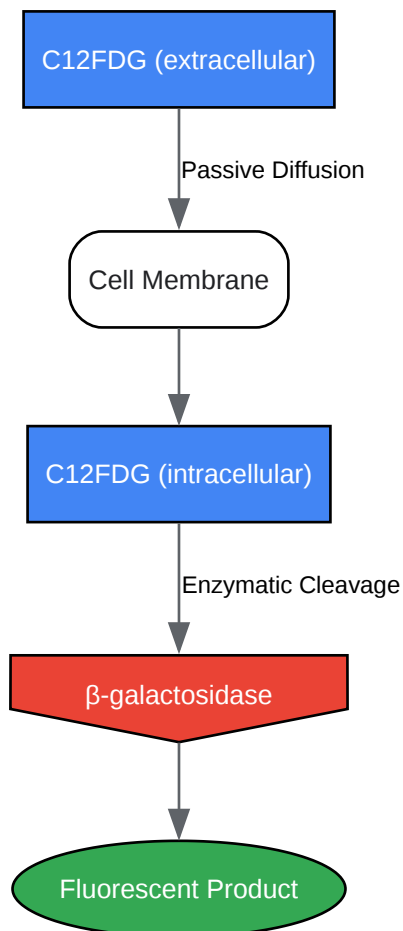 C12FDG (extracellular)
Passive Diffusion
Cell Membrane
C12FDG (intracellular)
Enzymatic Cleavage
β-galactosidase
Fluorescent Product